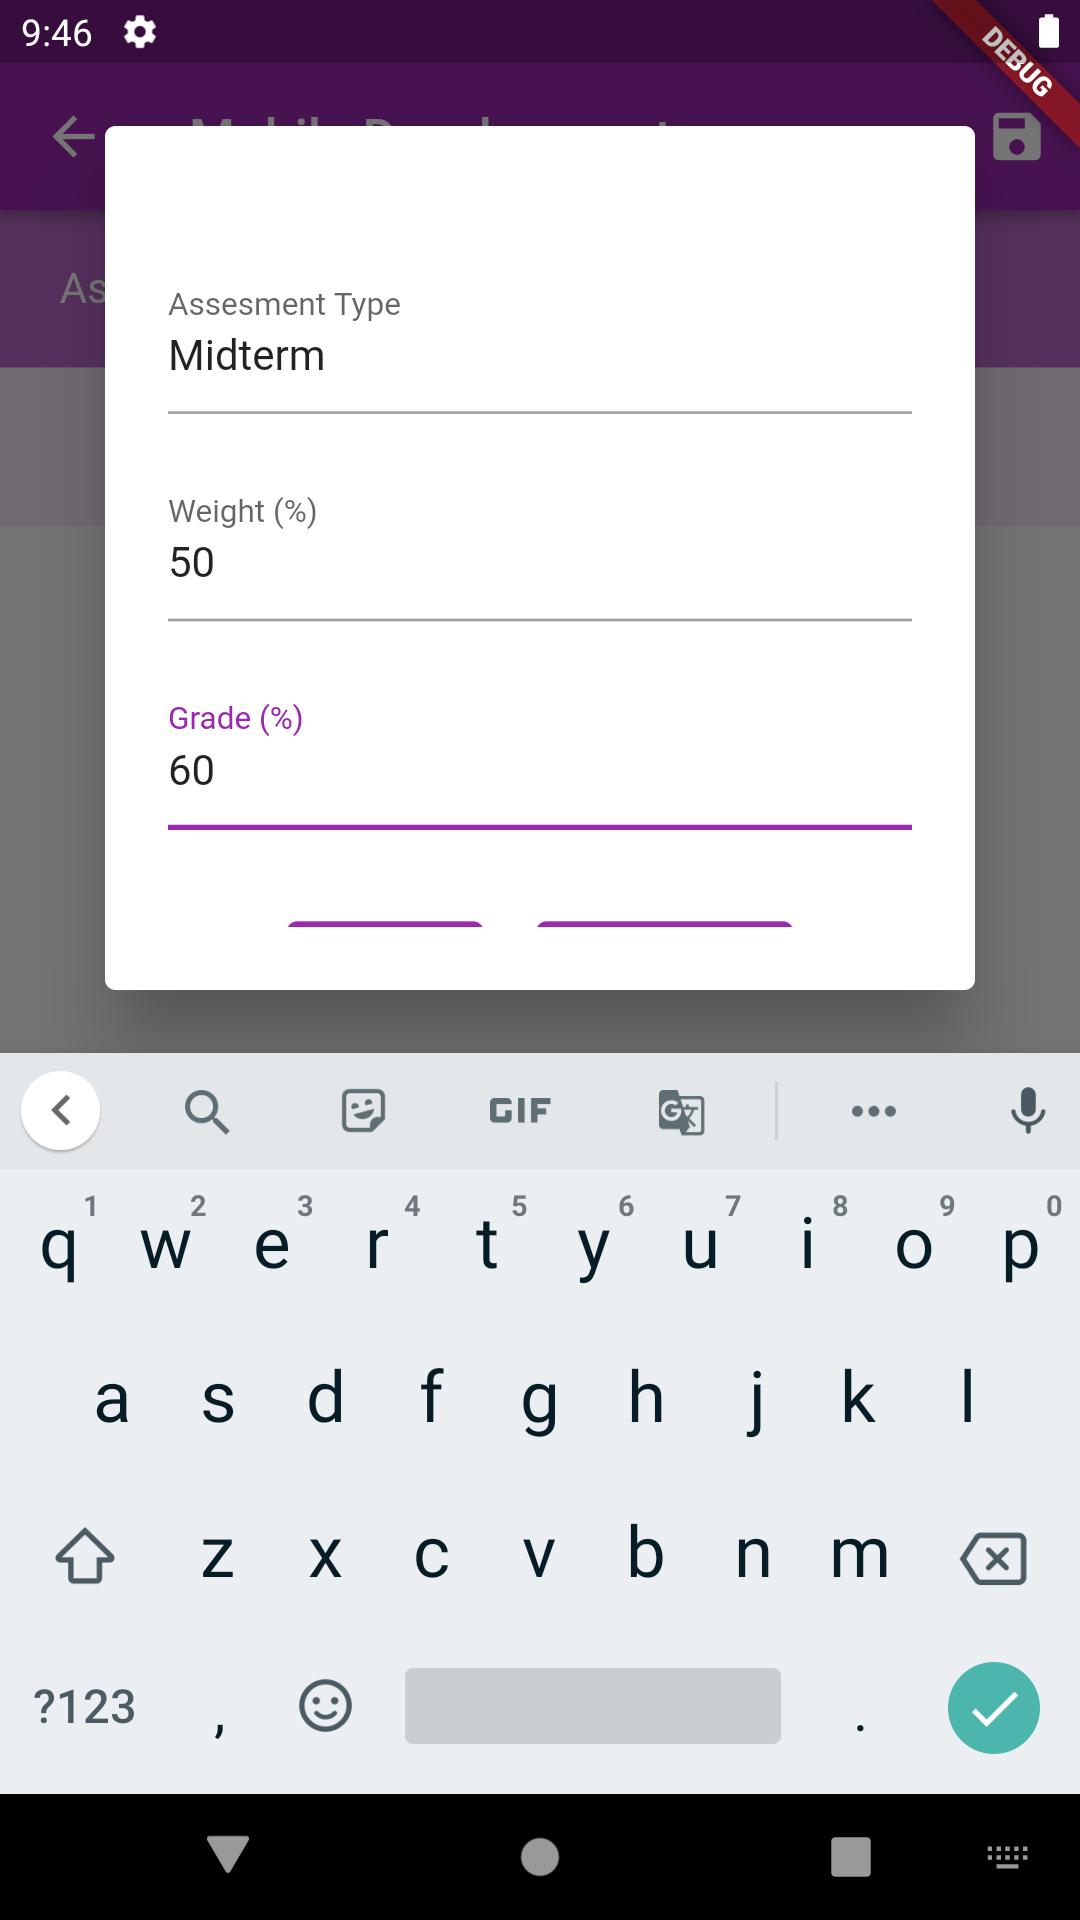 9:46
DEBUG
As
Assesment Type
Midterm
Weight (%)
50
Grade (%)
60
GIF
G
1 2 3 4 5 6 7 8 9 0
q w e r t y u i o p
a s d f g h j k l
z x c v b n m
?123 , .